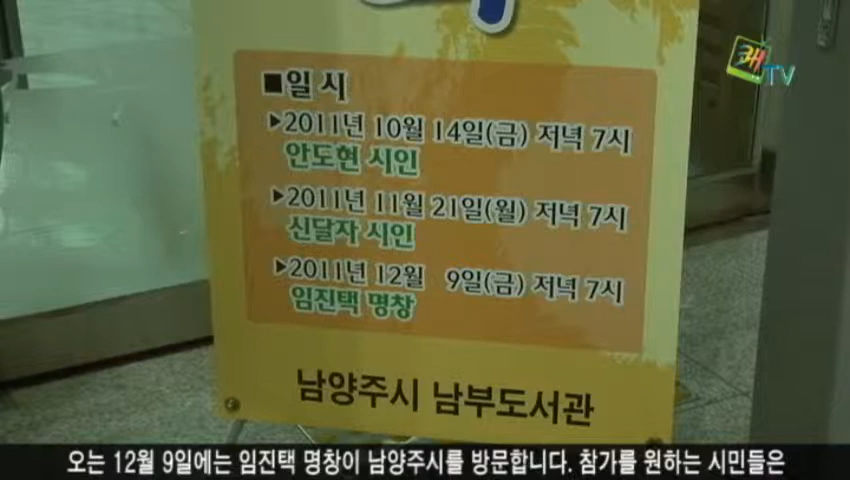 쾌TV
■일 시
▶2011년 10월 14일(금) 저녁 7시
안도현 시인
▶2011년 11월 21일(월) 저녁 7시
신달자 시인
▶2011년 12월 9일(금) 저녁 7시
임진택 명창
남양주시 남부도서관
오는 12월 9일에는 임진택 명창이 남양주시를 방문합니다. 참가를 원하는 시민들은